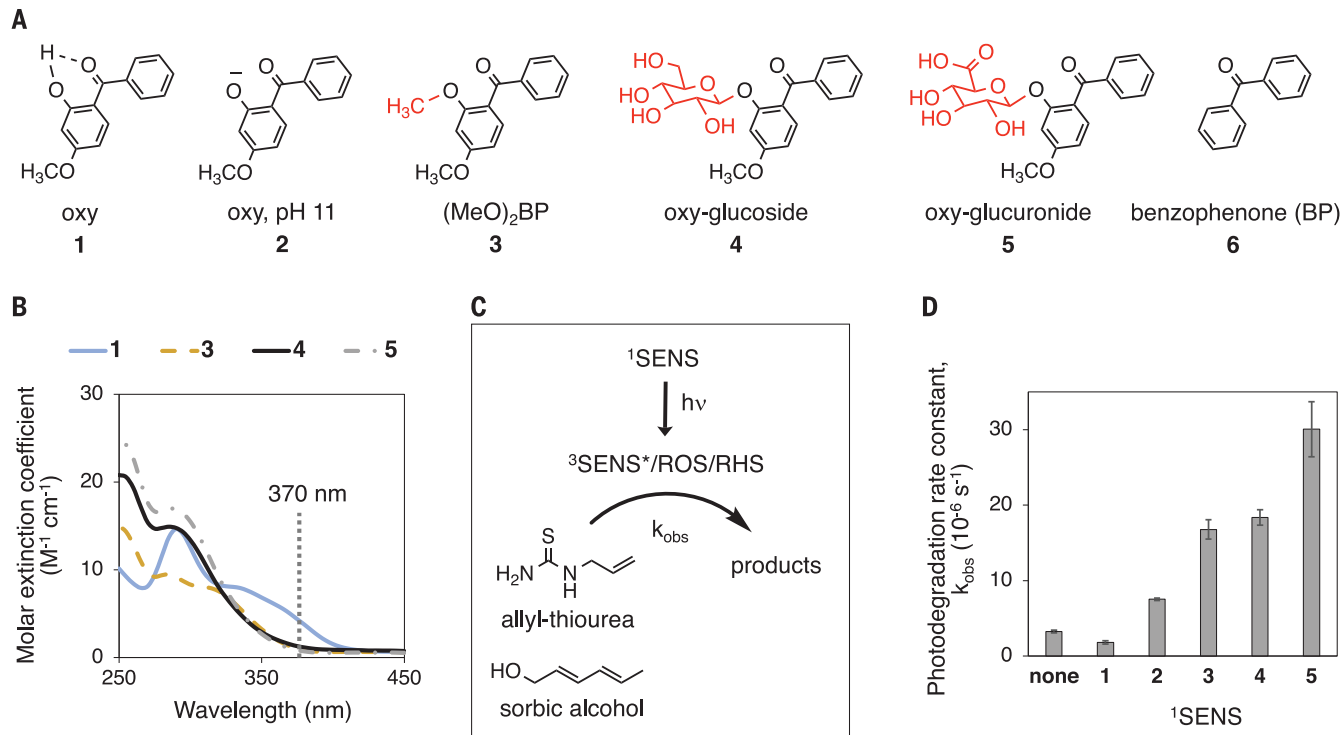 A
H
O
O
H₃CO
oxy
1
O
O
–
H₃CO
oxy, pH 11
2
H₃C
O
O
H₃CO
(MeO)₂BP
3
HO
HO
HO
OH
O
O
O
H₃CO
oxy-glucoside
4
O
HO
HO
HO
OH
O
O
O
H₃CO
oxy-glucuronide
5
O
benzophenone (BP)
6
B
1 3 4 5
Molar extinction coefficient
(M⁻¹ cm⁻¹)
30
20
10
0
370 nm
250 350 450
Wavelength (nm)
C
¹SENS
hν
³SENS*/ROS/RHS
k_obs
S
H₂N
N
H
allyl-thiourea
products
HO
sorbic alcohol
D
Photodegradation rate constant,
k_obs (10⁻⁶ s⁻¹)
30
20
10
0
none 1 2 3 4 5
¹SENS